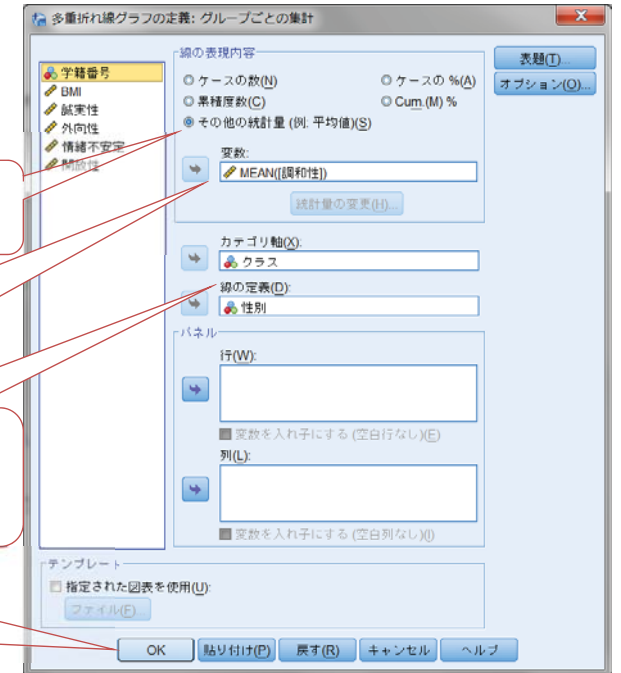 多重折れ線グラフの定義: グループごとの集計
学籍番号
BMI
誠実性
外向性
情緒不安定
開放性
線の表現内容
ケースの数(N)
ケースの %(A)
累積度数(C)
Cum.(M) %
その他の統計量 (例: 平均値)(S)
変数:
MEAN([調和性])
統計量の変更(H)...
カテゴリ軸(X):
クラス
線の定義(D):
性別
パネル
行(W):
変数を入れ子にする (空白行なし)(E)
列(L):
変数を入れ子にする (空白列なし)(I)
表題(T)...
オプション(O)...
テンプレート
指定された図表を使用(U):
ファイル(F)...
OK
貼り付け(P)
戻す(R)
キャンセル
ヘルプ